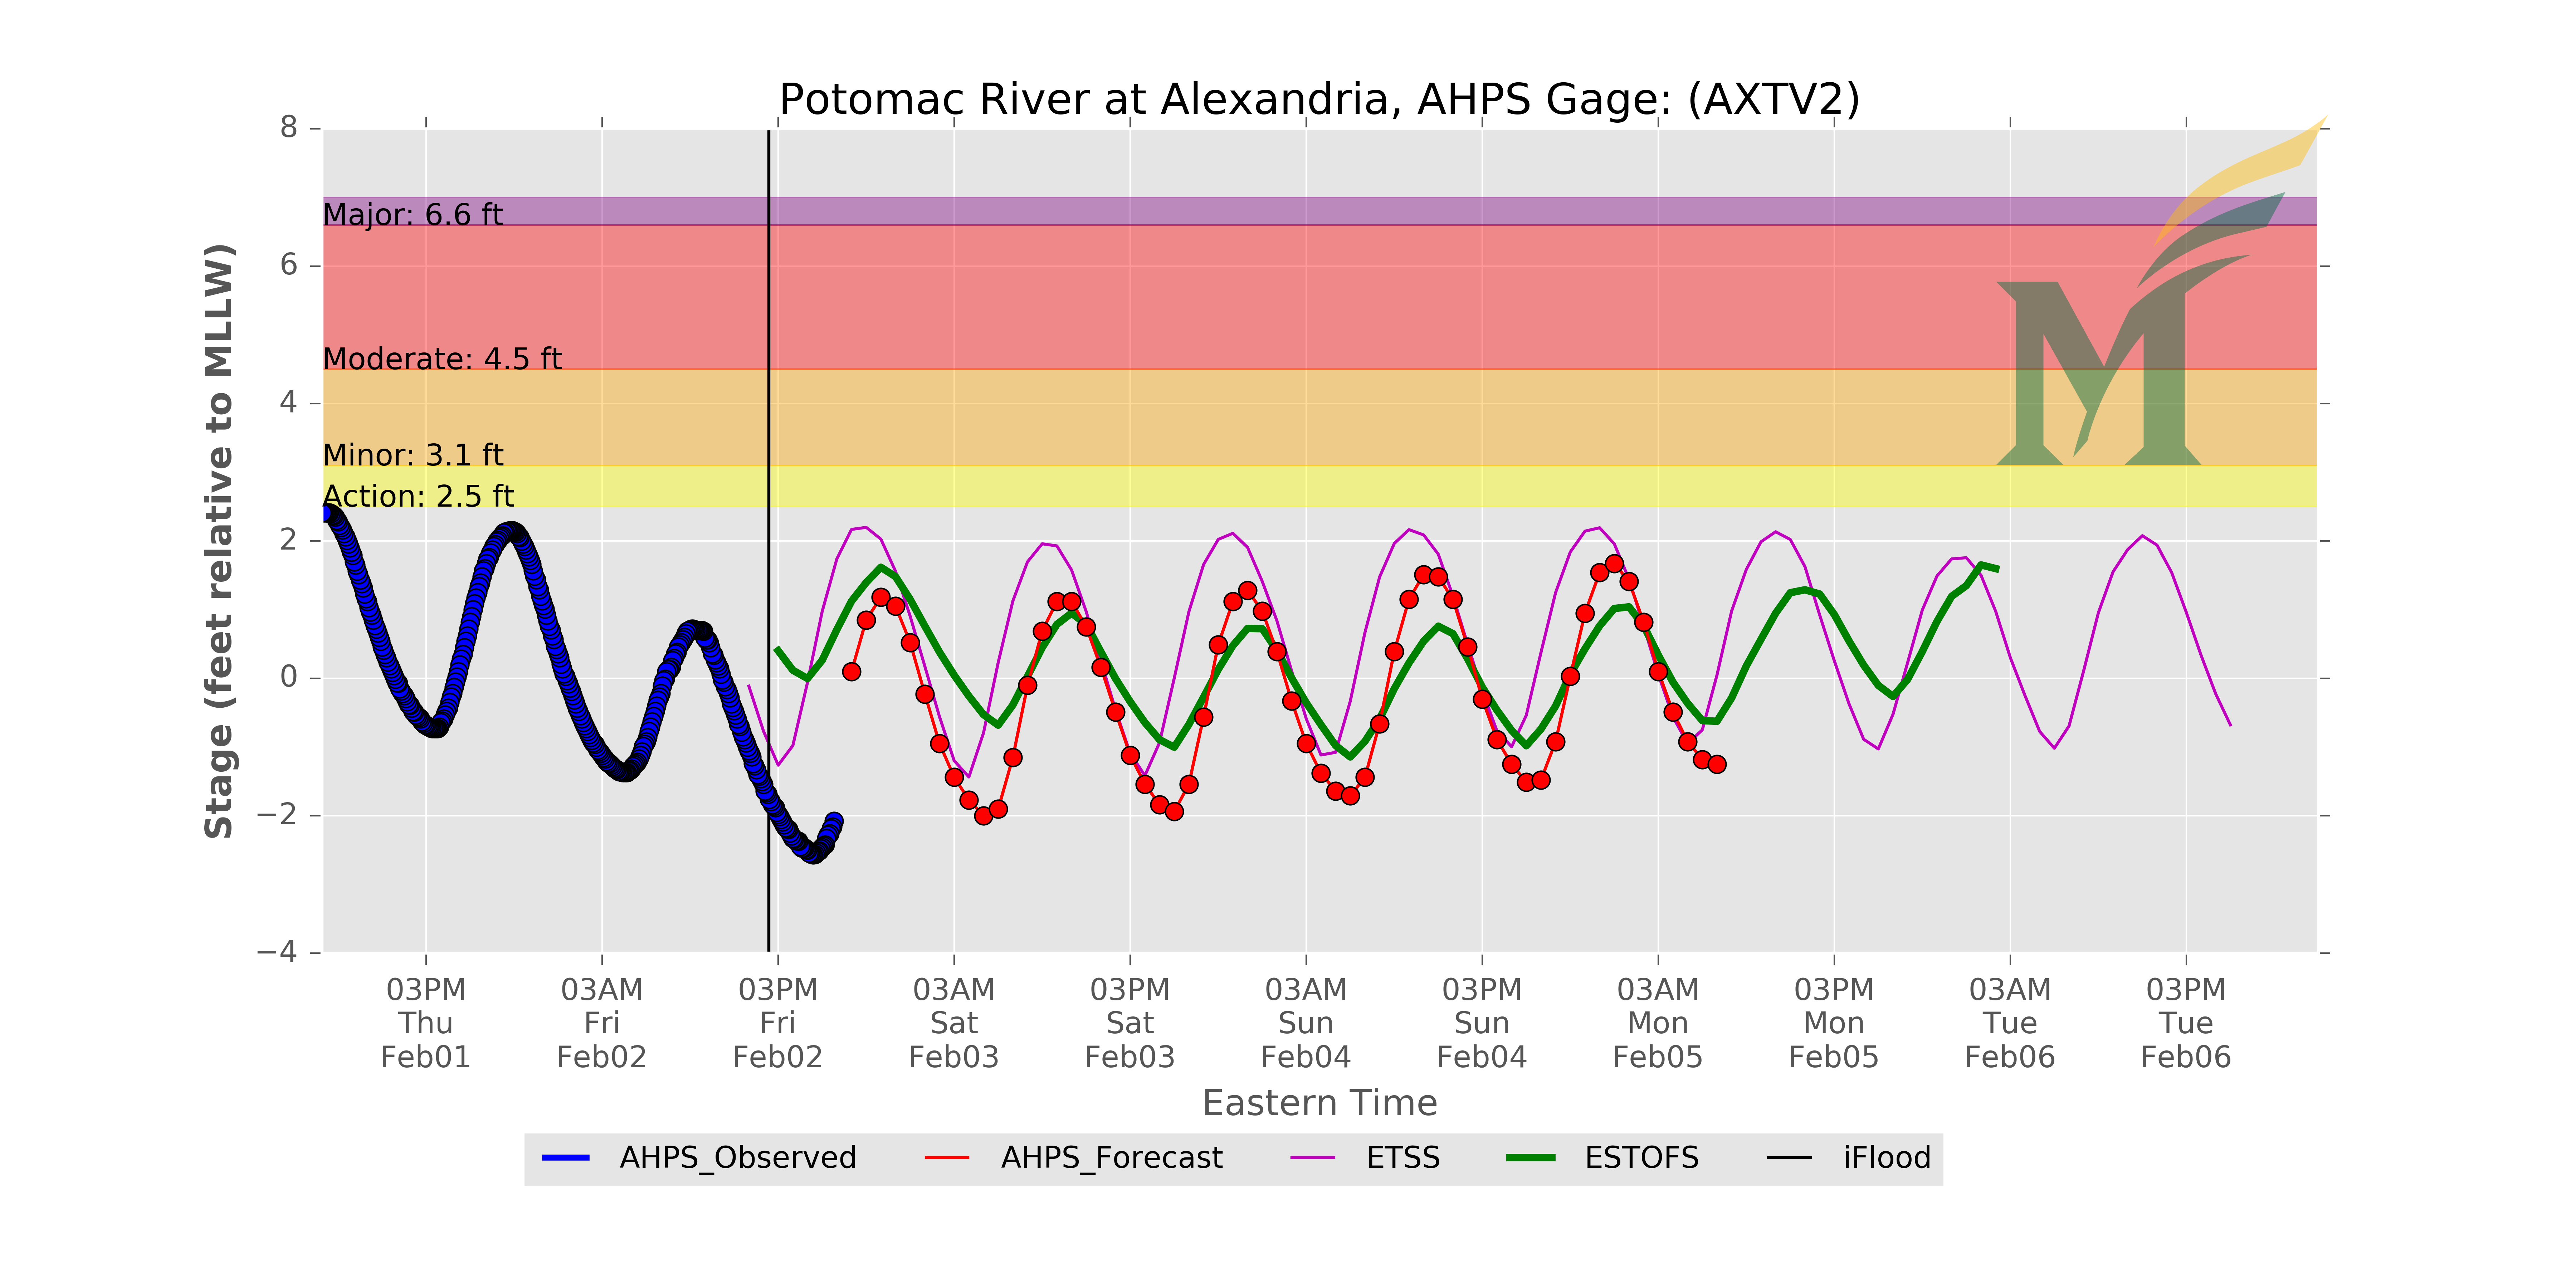 Potomac River at Alexandria, AHPS Gage: (AXTV2)
Stage (feet relative to MLLW)
8
6
4
2
0
−2
−4
Major: 6.6 ft
Moderate: 4.5 ft
Minor: 3.1 ft
Action: 2.5 ft
M
03PM Thu Feb01
03AM Fri Feb02
03PM Fri Feb02
03AM Sat Feb03
03PM Sat Feb03
03AM Sun Feb04
03PM Sun Feb04
03AM Mon Feb05
03PM Mon Feb05
03AM Tue Feb06
03PM Tue Feb06
Eastern Time
AHPS_Observed AHPS_Forecast ETSS ESTOFS iFlood